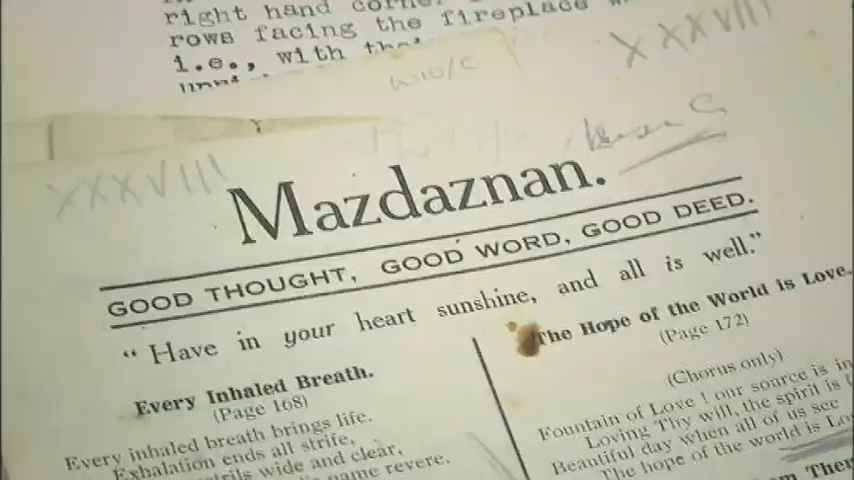 right hand corner
rows facing the fireplace
i.e., with
W10/C
XXXVIII
XXXVIII
Mazdaznan.
GOOD THOUGHT, GOOD WORD, GOOD DEED.
"Have in your heart sunshine, and all is well."
Every Inhaled Breath.
(Page 168)
Every inhaled breath brings life.
Exhalation ends all strife,
wide and clear,
name revere.
The Hope of the World is Love.
(Page 172)
(Chorus only)
Fountain of Love ! our source is in
Loving Thy will, the spirit is
Beautiful day when all of us see
The hope of the world is